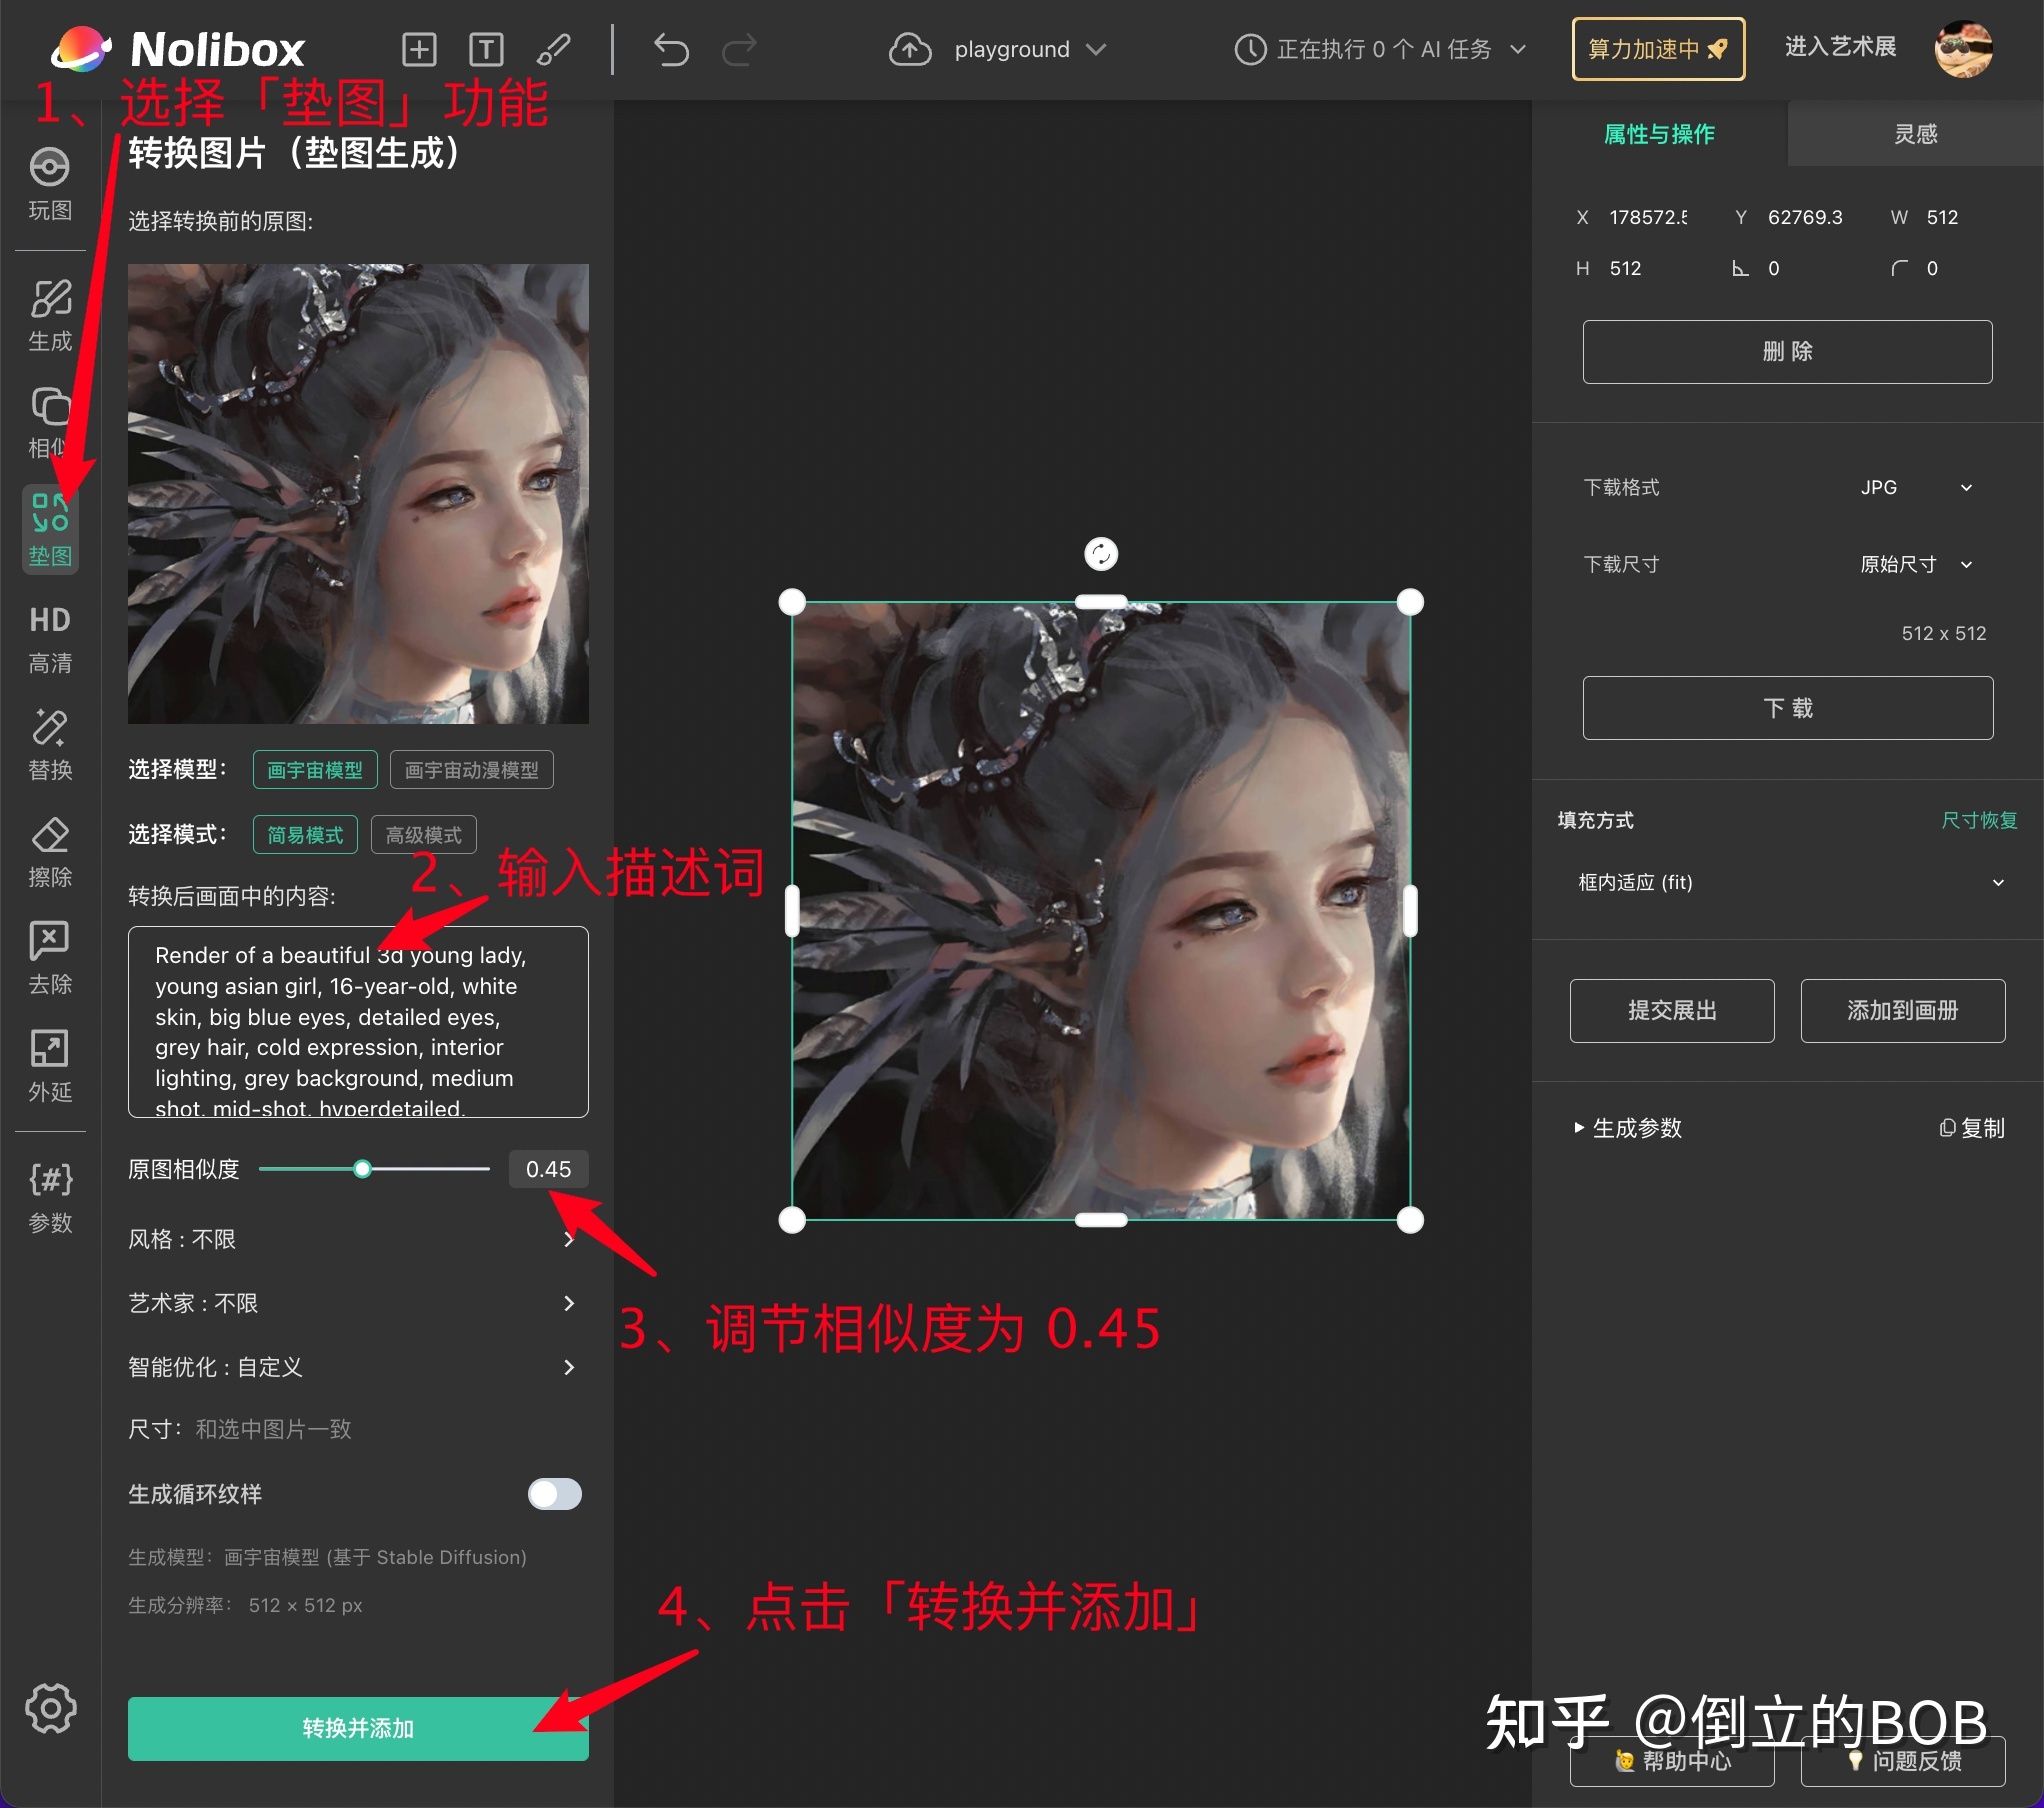 Nolibox
T
playground
正在执行 0 个 AI 任务
算力加速中
进入艺术展
1、选择「垫图」功能
玩图
生成
垫图
HD
高清
替换
擦除
去除
外延
{#}
参数
转换图片（垫图生成）
选择转换前的原图:
选择模型：
画宇宙模型
画宇宙动漫模型
选择模式：
简易模式
高级模式
2、输入描述词
转换后画面中的内容:
Render of a beautiful 3d young lady,
young asian girl, 16-year-old, white
skin, big blue eyes, detailed eyes,
grey hair, cold expression, interior
lighting, grey background, medium
shot, mid-shot, hyperdetailed,
原图相似度
0.45
3、调节相似度为 0.45
风格 : 不限
艺术家 : 不限
智能优化 : 自定义
尺寸： 和选中图片一致
生成循环纹样
生成模型：画宇宙模型 (基于 Stable Diffusion)
生成分辨率： 512 × 512 px
4、点击「转换并添加」
转换并添加
属性与操作
灵感
X 178572.5
Y 62769.3
W 512
H 512
0
0
删 除
下载格式
JPG
下载尺寸
原始尺寸
512 x 512
下 载
填充方式
尺寸恢复
框内适应 (fit)
提交展出
添加到画册
生成参数
复制
知乎 @倒立的BOB
帮助中心
问题反馈